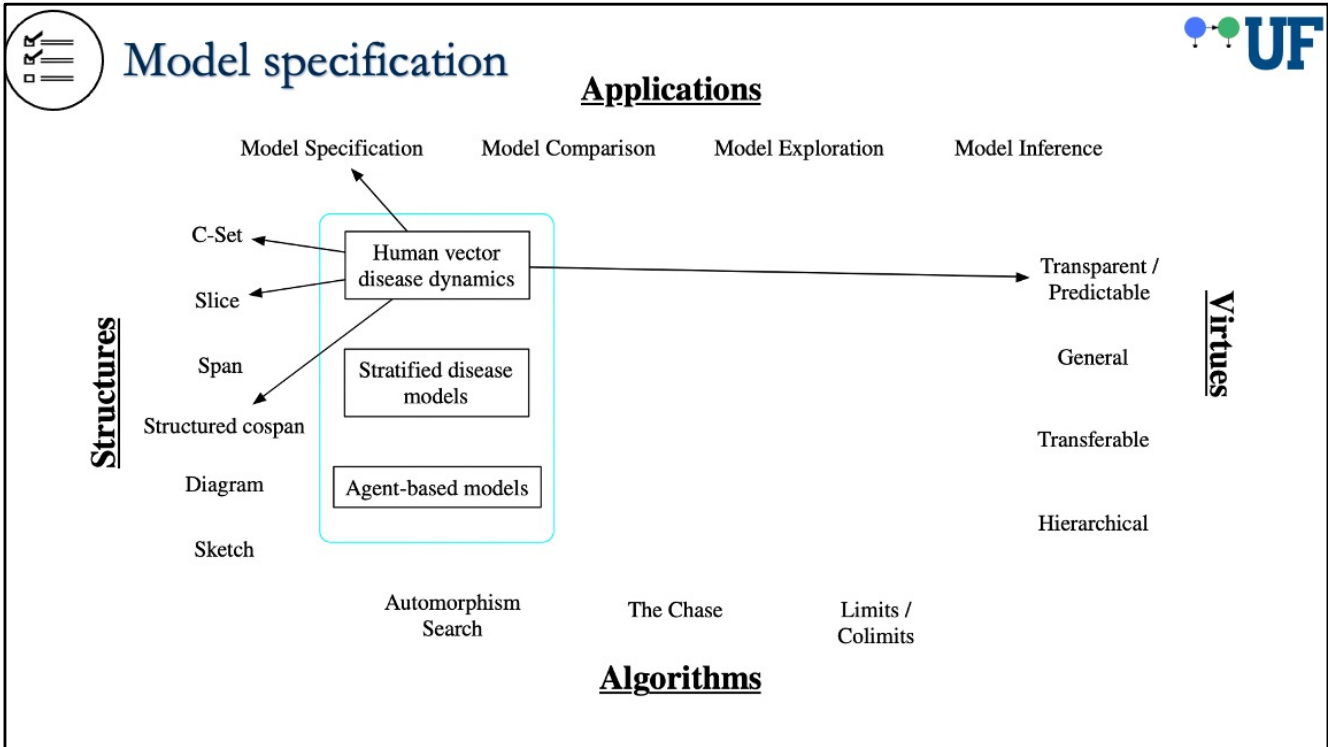 Model specification
UF
Applications
Model Specification
Model Comparison
Model Exploration
Model Inference
Structures
C-Set
Slice
Span
Structured cospan
Diagram
Sketch
Human vector
disease dynamics
Stratified disease
models
Agent-based models
Transparent /
Predictable
General
Transferable
Hierarchical
Virtues
Automorphism
Search
The Chase
Limits /
Colimits
Algorithms